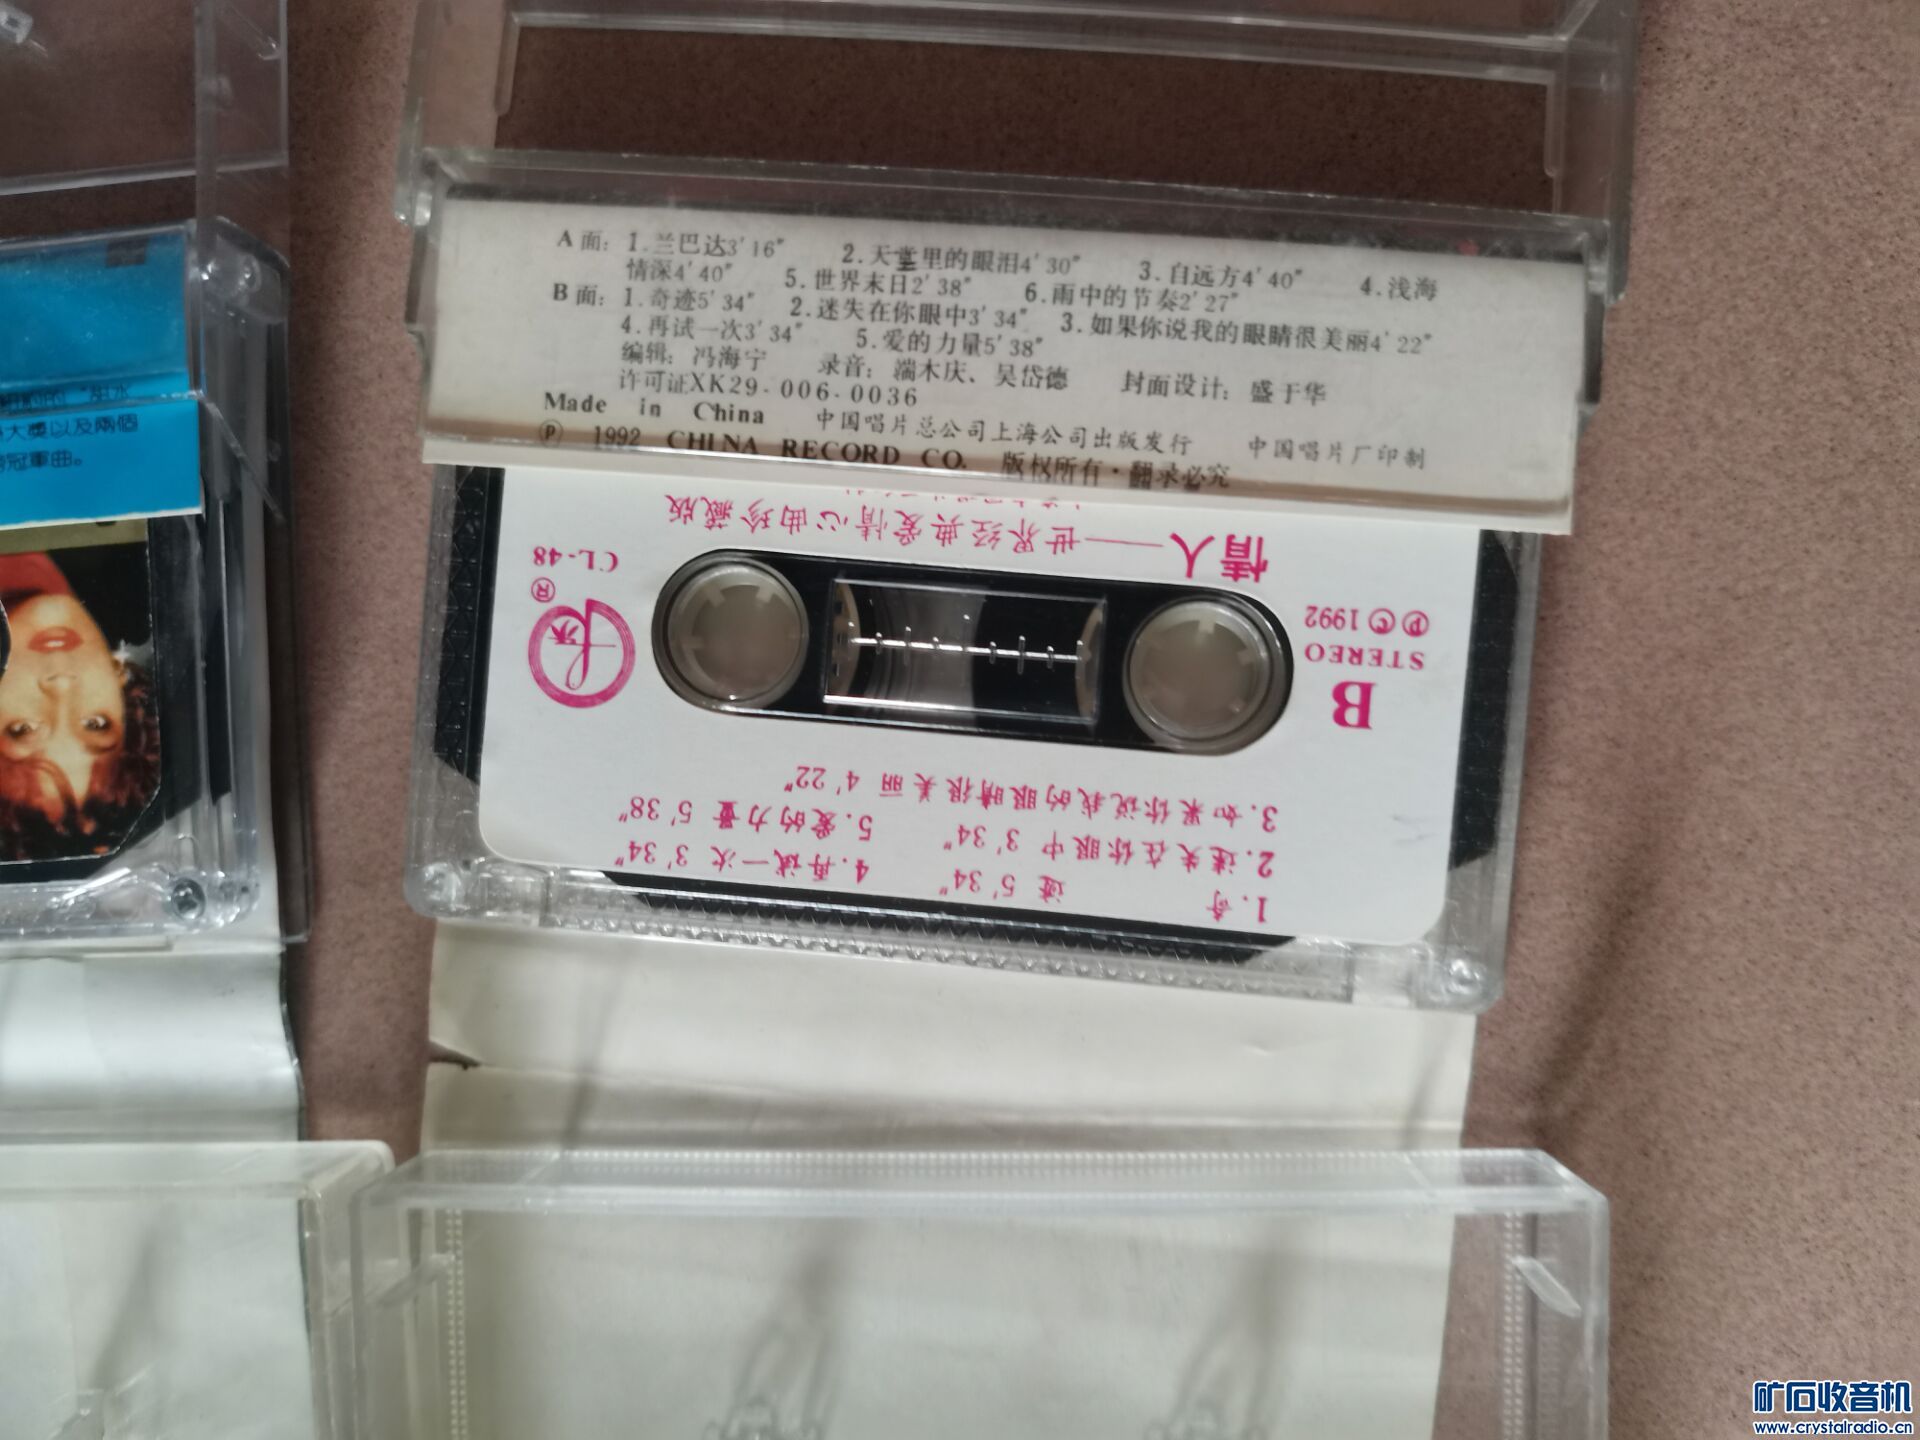 A面: 1.兰巴达3′16″ 2.天堂里的眼泪4′30″ 3.自远方4′40″ 4.浅海
情深4′40″ 5.世界末日2′38″ 6.雨中的节奏2′27″
B面: 1.奇迹5′34″ 2.迷失在你眼中3′34″ 3.如果你说我的眼睛很美丽4′22″
4.再试一次3′34″ 5.爱的力量5′38″
编辑: 冯海宁 录音: 端木庆、吴岱德 封面设计: 盛于华
许可证XK29-006-0036
Made in China 中国唱片总公司上海公司出版发行 中国唱片厂印制
Ⓟ 1992 CHINA RECORD CO. 版权所有·翻录必究
1.奇 迹 5′34″ 4.再试一次 3′34″
2.迷失在你眼中 3′34″ 5.爱的力量 5′38″
3.如果你说我的眼睛很美丽 4′22″
B
STEREO
Ⓟ © 1992
®
CL-48
情人——世界经典爱情心曲珍藏版
大獎以及兩個
冠軍曲。
矿石收音机
www.crystalradio.cn